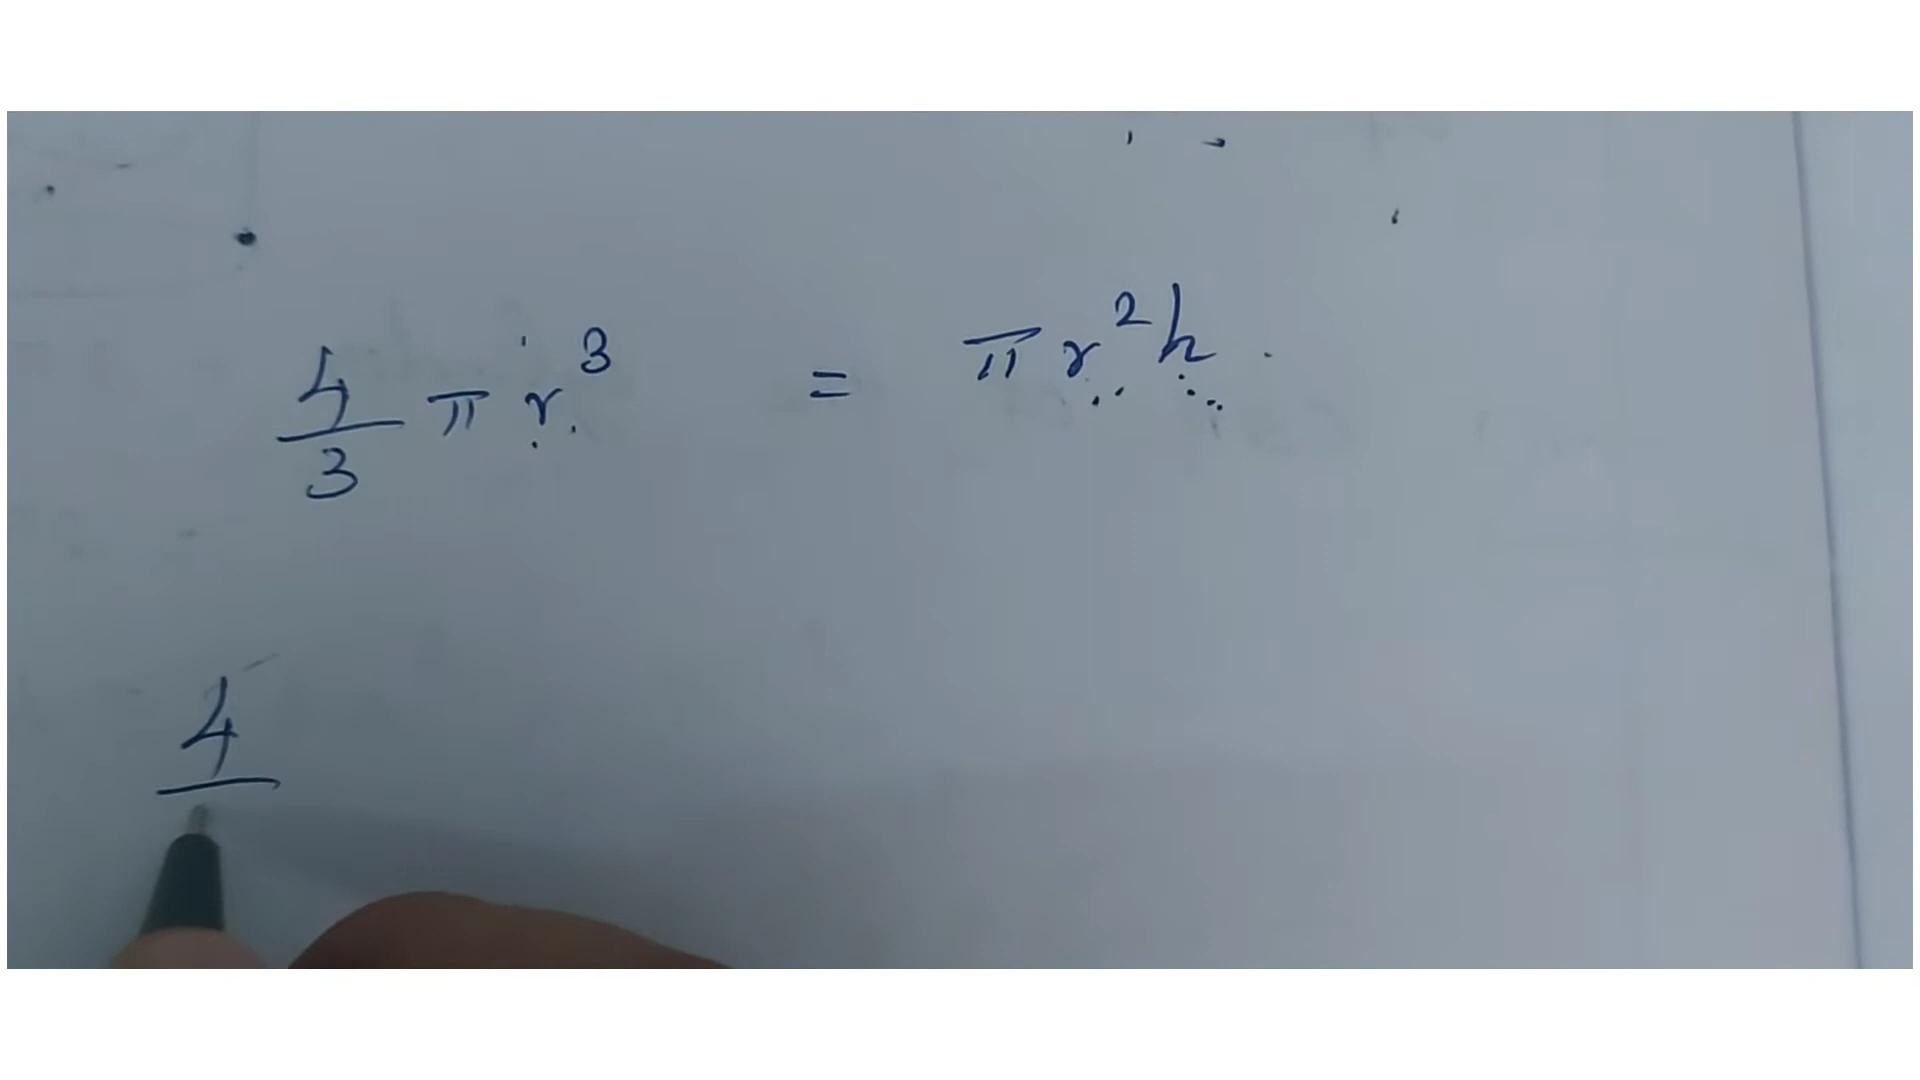 4/3 π r³ = π r² h
4